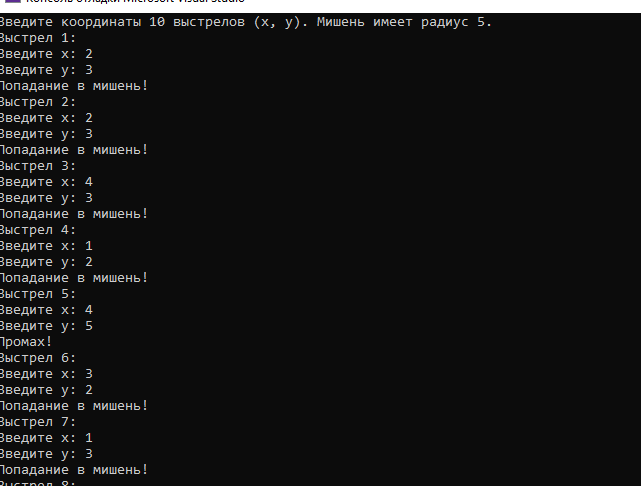 Консоль отладки Microsoft Visual Studio
Введите координаты 10 выстрелов (x, y). Мишень имеет радиус 5.
Выстрел 1:
Введите x: 2
Введите y: 3
Попадание в мишень!
Выстрел 2:
Введите x: 2
Введите y: 3
Попадание в мишень!
Выстрел 3:
Введите x: 4
Введите y: 3
Попадание в мишень!
Выстрел 4:
Введите x: 1
Введите y: 2
Попадание в мишень!
Выстрел 5:
Введите x: 4
Введите y: 5
Промах!
Выстрел 6:
Введите x: 3
Введите y: 2
Попадание в мишень!
Выстрел 7:
Введите x: 1
Введите y: 3
Попадание в мишень!
Выстрел 8: